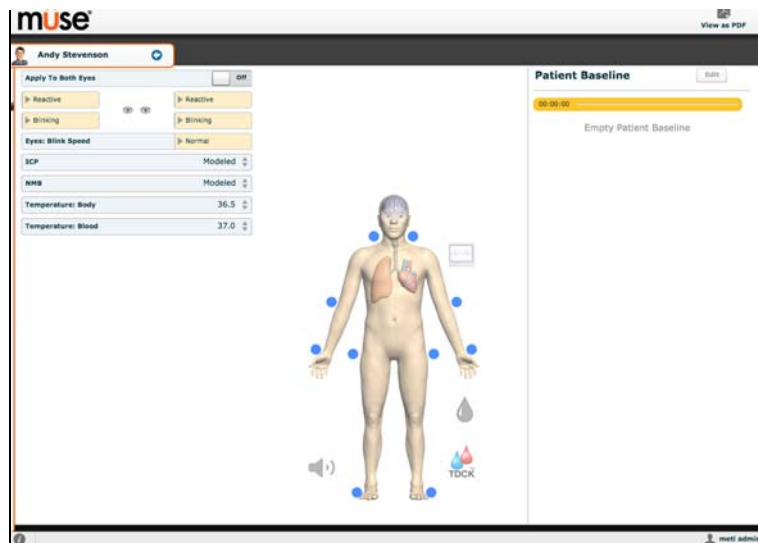 muse
View as PDF
Andy Stevenson
Apply To Both Eyes
Off
Reactive
Reactive
Blinking
Blinking
Eyes: Blink Speed
Normal
ICP
Modeled
NMB
Modeled
Temperature: Body
36.5
Temperature: Blood
37.0
Patient Baseline
Edit
00:00:00
Empty Patient Baseline
TDCK
meti admin